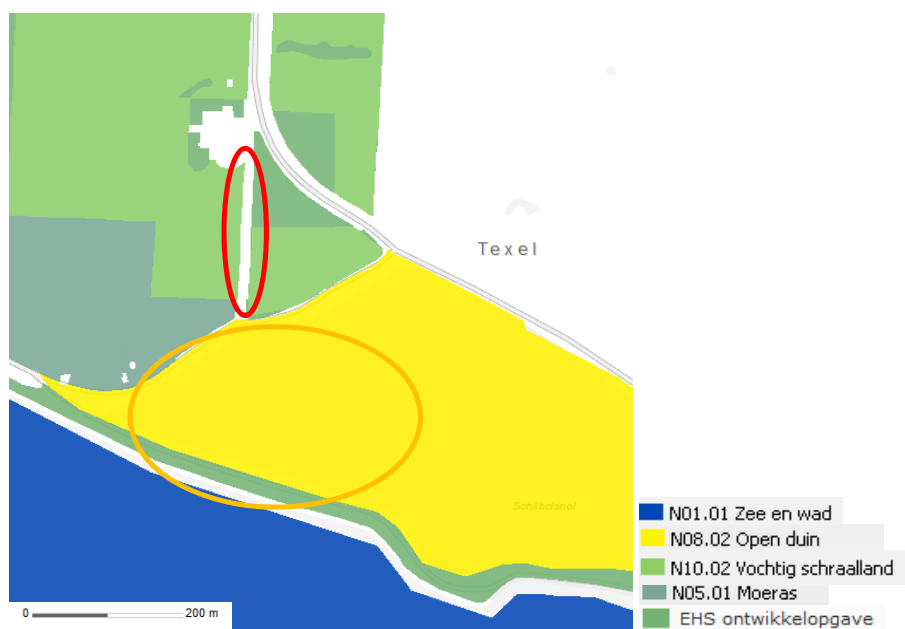 Texel
Schilbolsnol
0 200 m
N01.01 Zee en wad
N08.02 Open duin
N10.02 Vochtig schraalland
N05.01 Moeras
EHS ontwikkelopgave